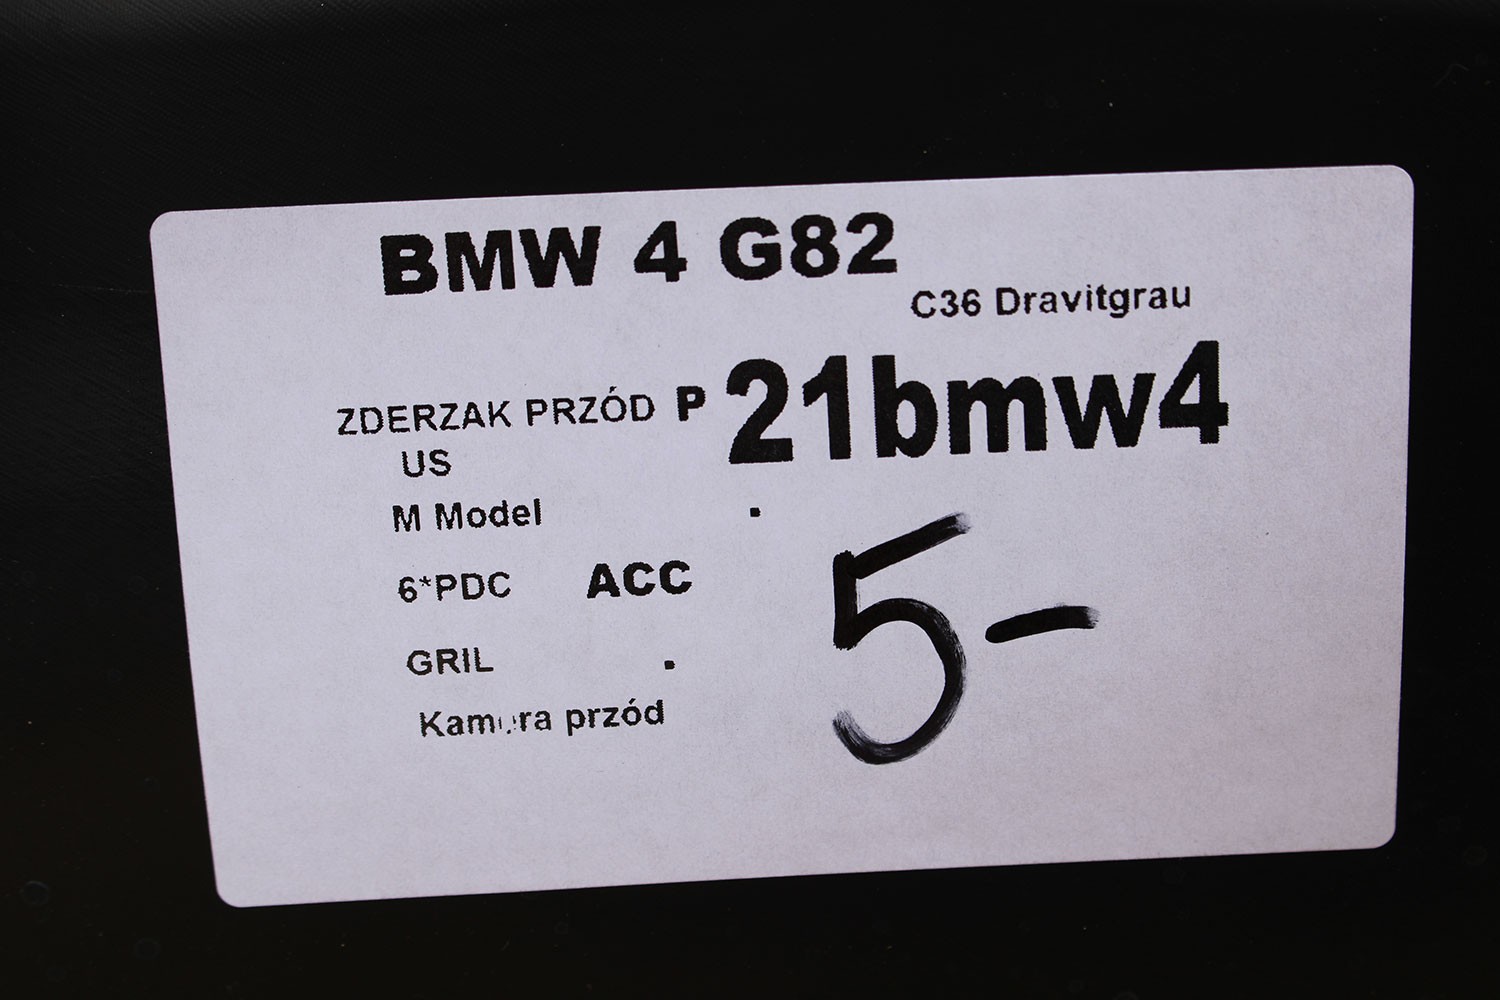 BMW 4 G82
C36 Dravitgrau
ZDERZAK PRZÓD P 21bmw4
US
M Model .
5-
6*PDC ACC
GRIL .
przód